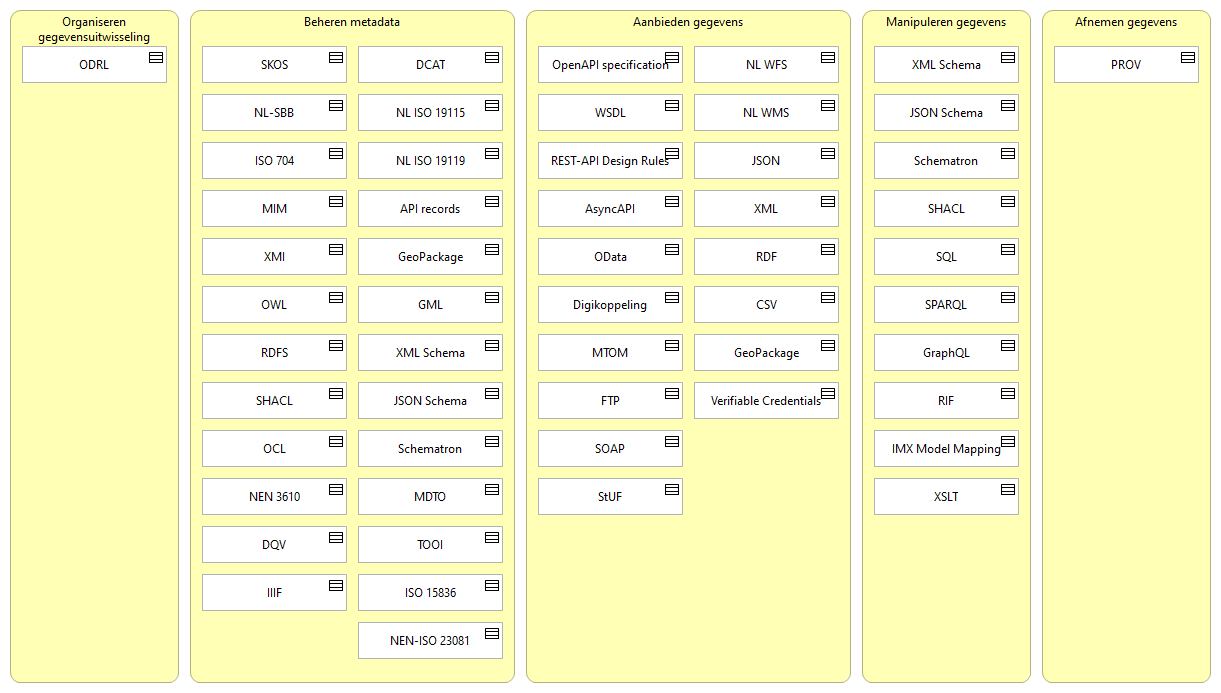 Organiseren
gegevensuitwisseling
ODRL
Beheren metadata
SKOS
NL-SBB
ISO 704
MIM
XMI
OWL
RDFS
SHACL
OCL
NEN 3610
DQV
IIIF
DCAT
NL ISO 19115
NL ISO 19119
API records
GeoPackage
GML
XML Schema
JSON Schema
Schematron
MDTO
TOOI
ISO 15836
NEN-ISO 23081
Aanbieden gegevens
OpenAPI specification
WSDL
REST-API Design Rules
AsyncAPI
OData
Digikoppeling
MTOM
FTP
SOAP
StUF
NL WFS
NL WMS
JSON
XML
RDF
CSV
GeoPackage
Verifiable Credentials
Manipuleren gegevens
XML Schema
JSON Schema
Schematron
SHACL
SQL
SPARQL
GraphQL
RIF
IMX Model Mapping
XSLT
Afnemen gegevens
PROV